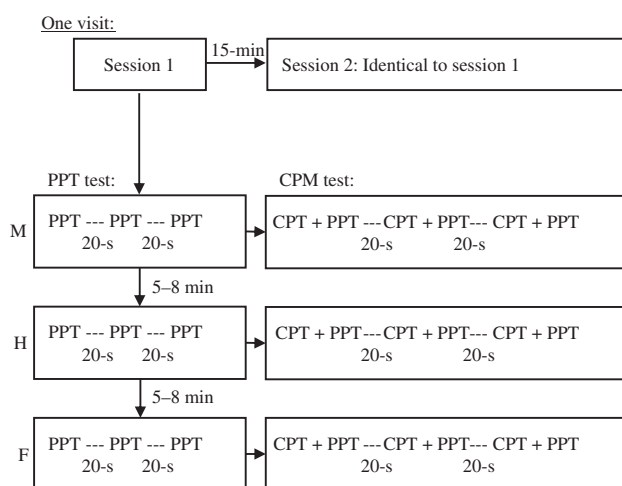 One visit:
Session 1
15-min
Session 2: Identical to session 1
PPT test:
CPM test:
M
PPT --- PPT --- PPT
20-s 20-s
CPT + PPT ---CPT + PPT--- CPT + PPT
20-s 20-s
5–8 min
H
PPT --- PPT --- PPT
20-s 20-s
CPT + PPT---CPT + PPT--- CPT + PPT
20-s 20-s
5–8 min
F
PPT --- PPT --- PPT
20-s 20-s
CPT + PPT ---CPT + PPT--- CPT + PPT
20-s 20-s